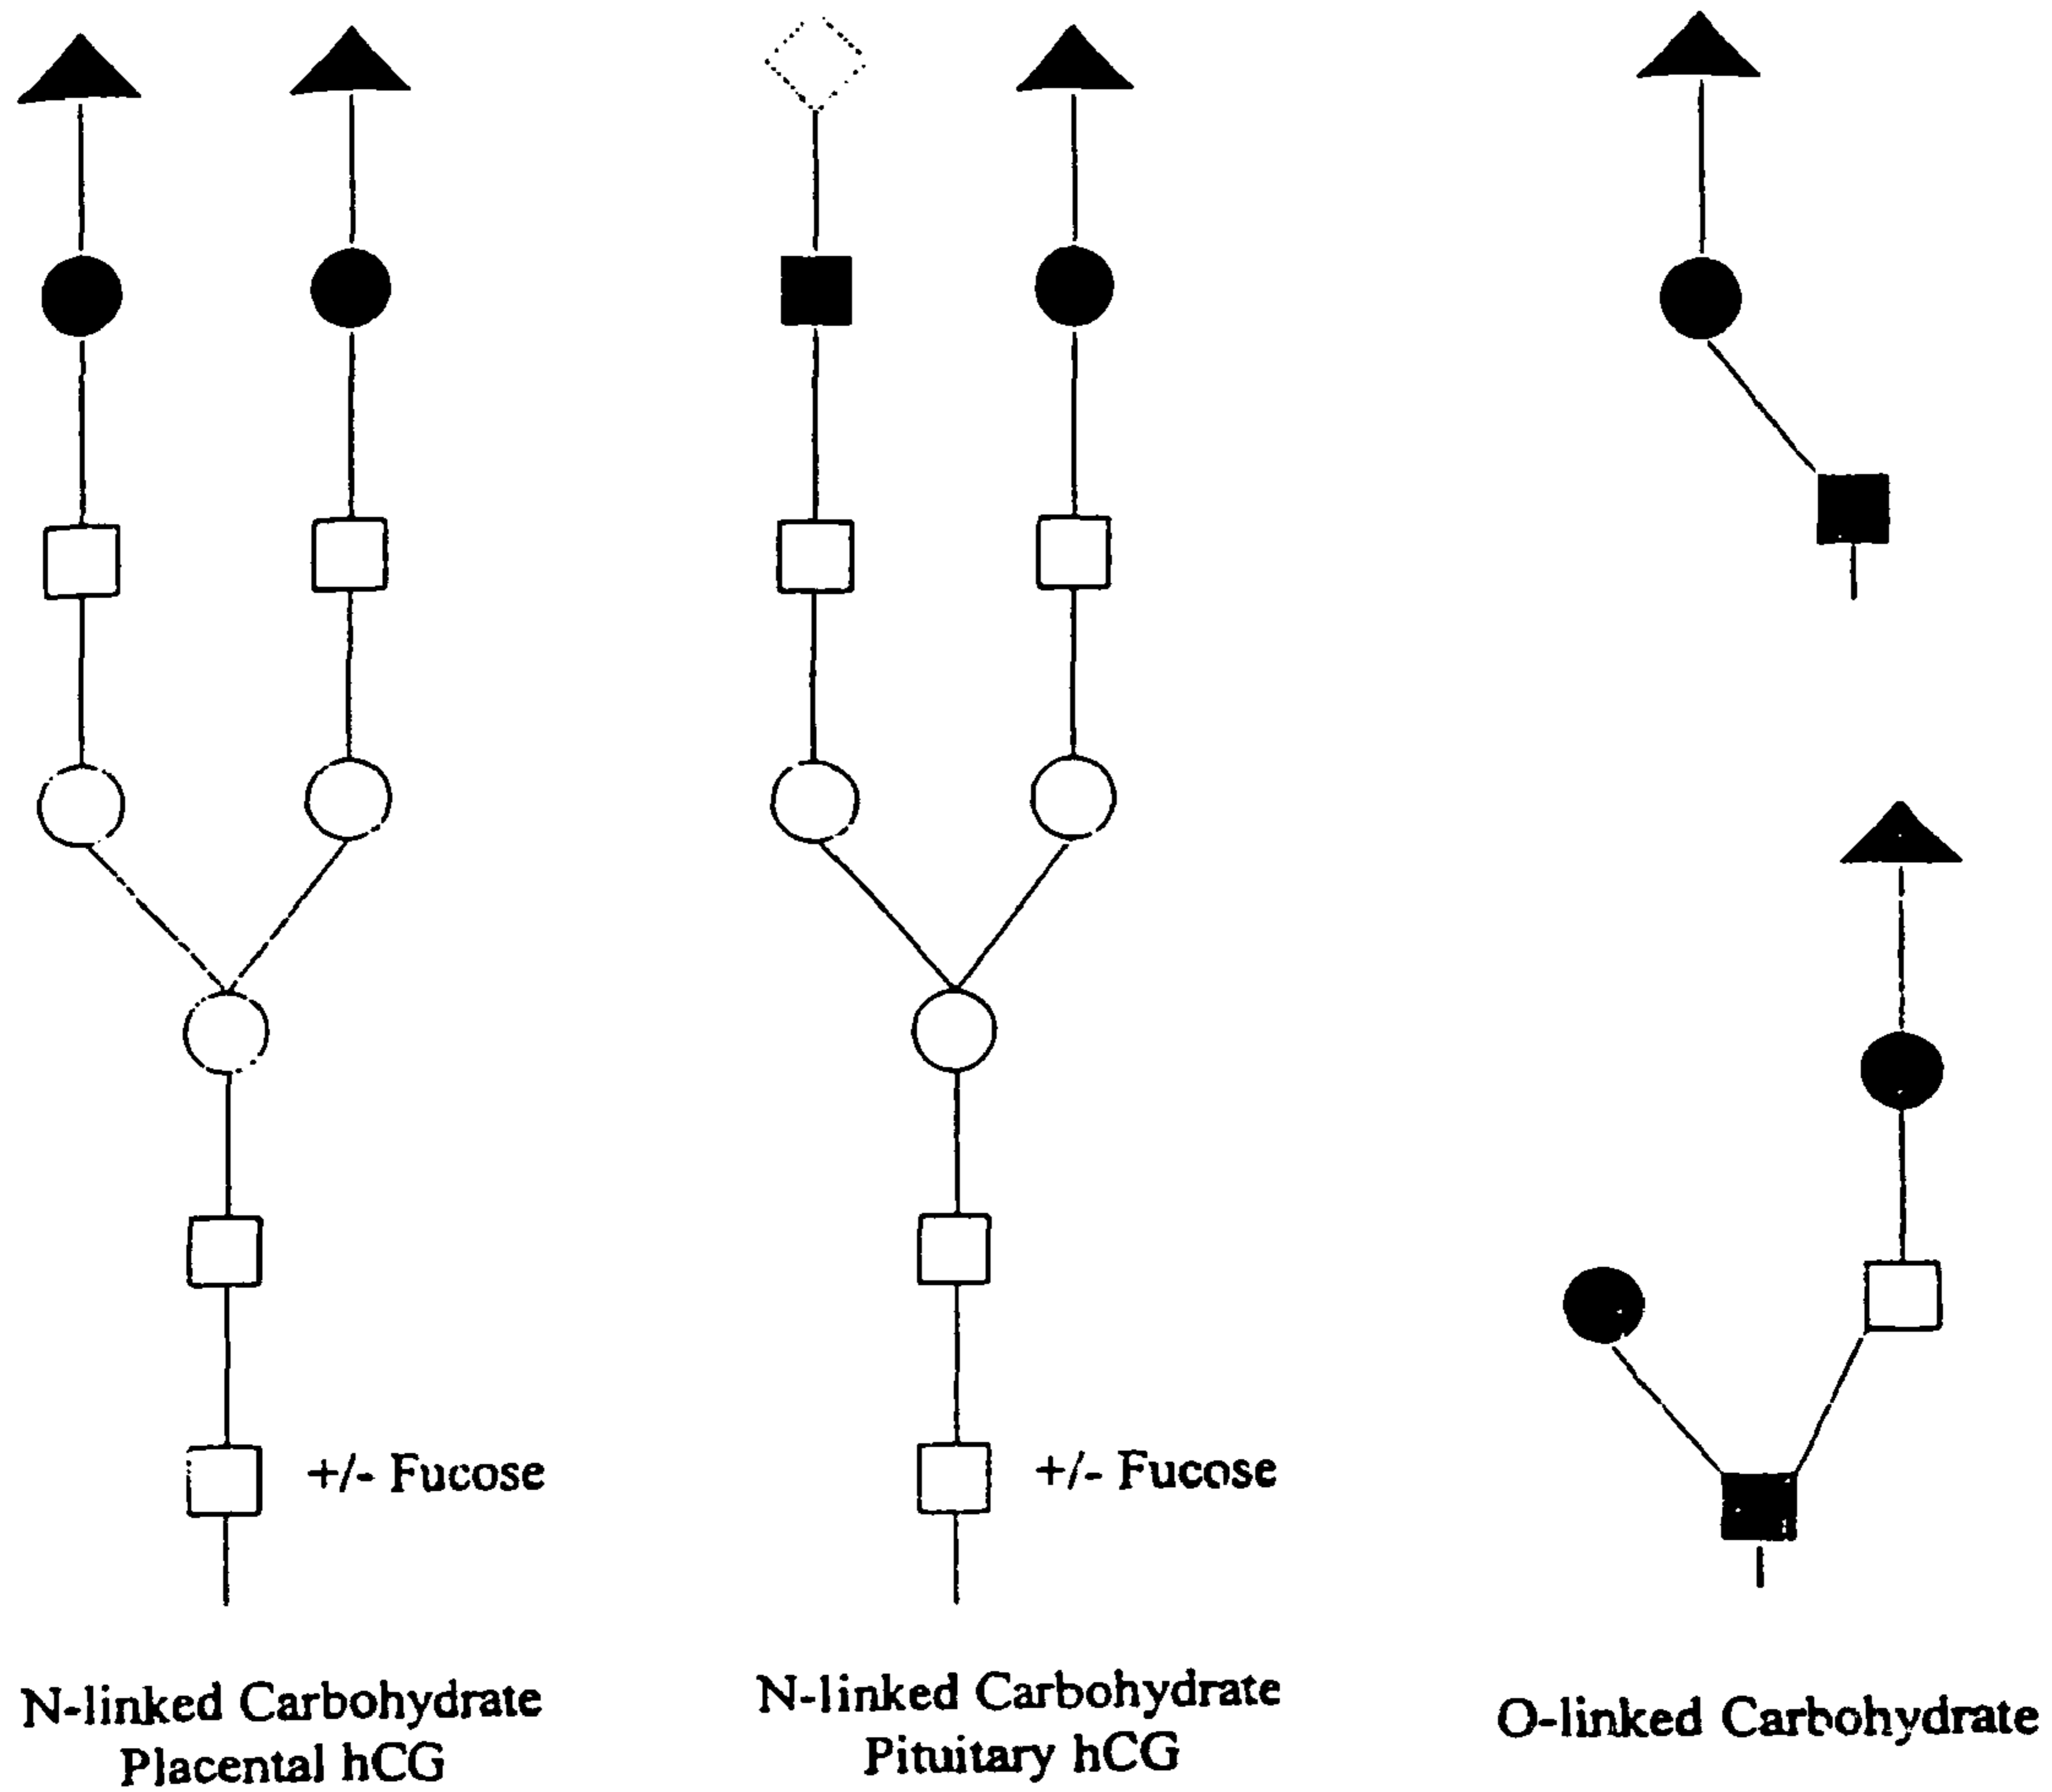 +/- Fucose
+/- Fucose
N-linked Carbohydrate
Placental hCG
N-linked Carbohydrate
Pituitary hCG
O-linked Carbohydrate